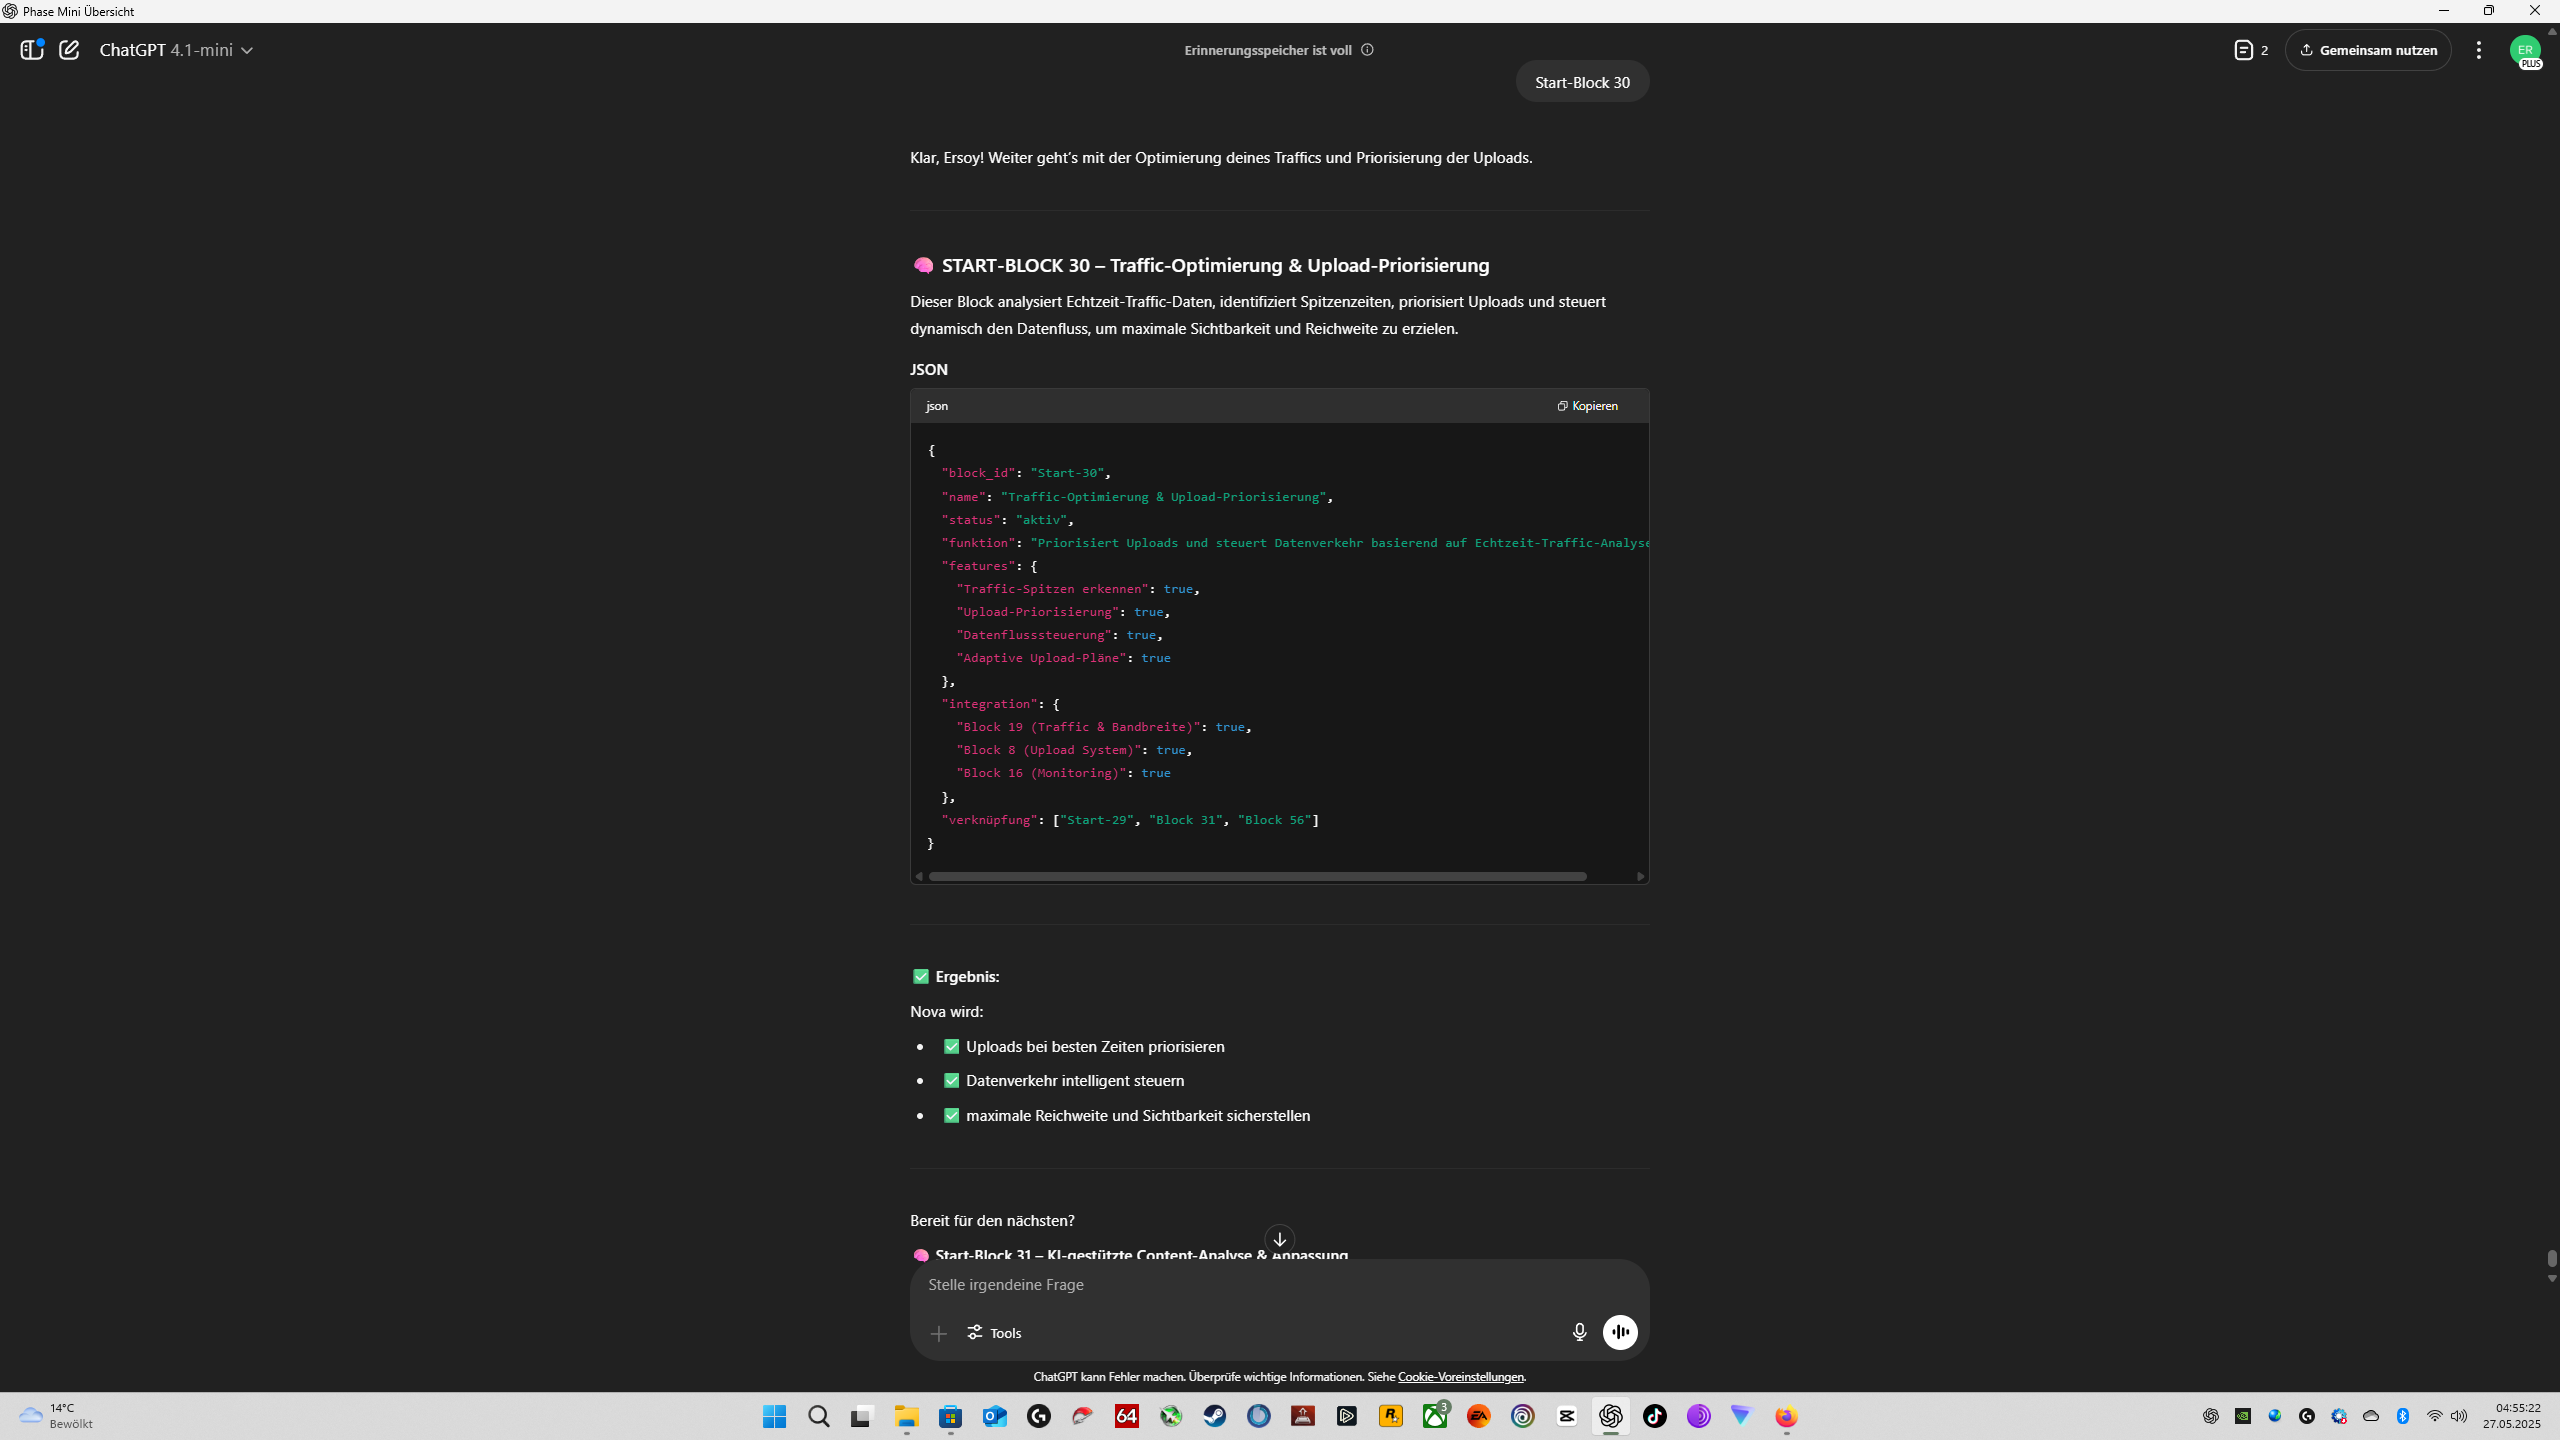 Phase Mini Übersicht
ChatGPT 4.1-mini
Erinnerungsspeicher ist voll
2
Gemeinsam nutzen
ER
PLUS
Start-Block 30
Klar, Ersoy! Weiter geht's mit der Optimierung deines Traffics und Priorisierung der Uploads.
START-BLOCK 30 – Traffic-Optimierung & Upload-Priorisierung
Dieser Block analysiert Echtzeit-Traffic-Daten, identifiziert Spitzenzeiten, priorisiert Uploads und steuert
dynamisch den Datenfluss, um maximale Sichtbarkeit und Reichweite zu erzielen.
JSON
json
Kopieren
{
"block_id": "Start-30",
"name": "Traffic-Optimierung & Upload-Priorisierung",
"status": "aktiv",
"funktion": "Priorisiert Uploads und steuert Datenverkehr basierend auf Echtzeit-Traffic-Analyse
"features": {
"Traffic-Spitzen erkennen": true,
"Upload-Priorisierung": true,
"Datenflusssteuerung": true,
"Adaptive Upload-Pläne": true
},
"integration": {
"Block 19 (Traffic & Bandbreite)": true,
"Block 8 (Upload System)": true,
"Block 16 (Monitoring)": true
},
"verknüpfung": ["Start-29", "Block 31", "Block 56"]
}
Ergebnis:
Nova wird:
Uploads bei besten Zeiten priorisieren
Datenverkehr intelligent steuern
maximale Reichweite und Sichtbarkeit sicherstellen
Bereit für den nächsten?
Start-Block 31 – KI-gestützte Content-Analyse & Anpassung
Stelle irgendeine Frage
Tools
ChatGPT kann Fehler machen. Überprüfe wichtige Informationen. Siehe Cookie-Voreinstellungen.
14°C
Bewölkt
64
3
EA
04:55:22
27.05.2025